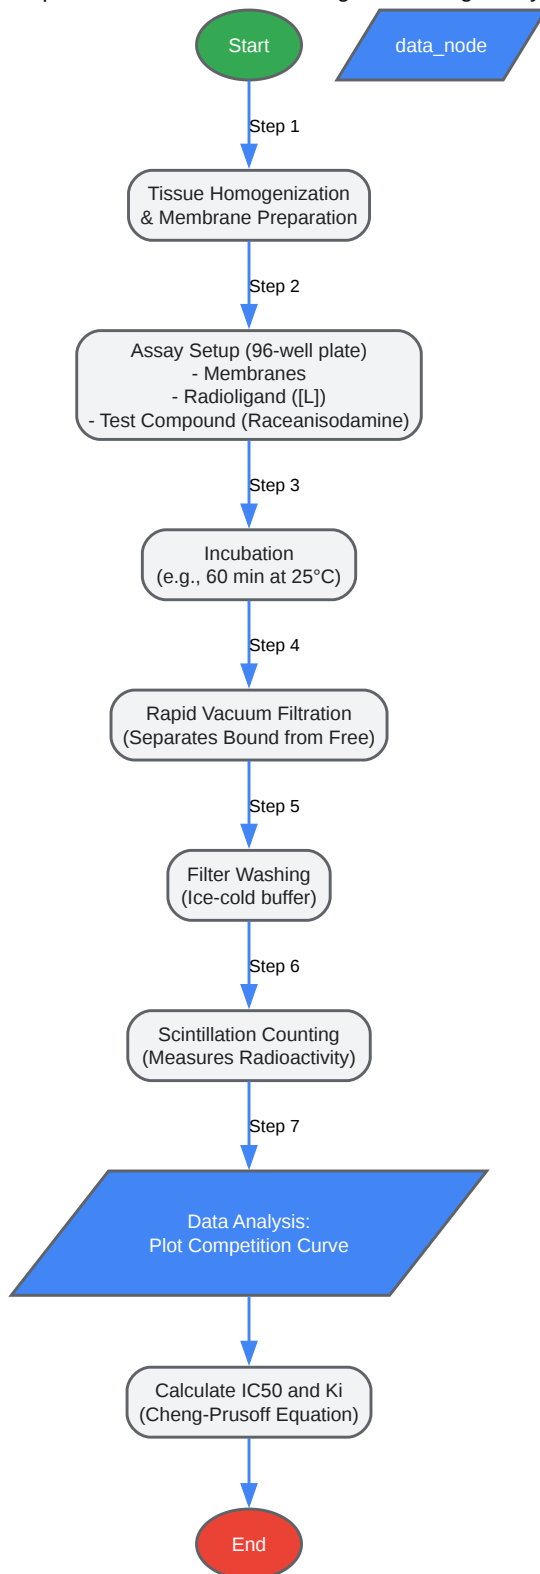 Start
data_node
Step 1
Tissue Homogenization
& Membrane Preparation
Step 2
Assay Setup (96-well plate)
- Membranes
- Radioligand ([L])
- Test Compound (Raceanisodamine)
Step 3
Incubation
(e.g., 60 min at 25°C)
Step 4
Rapid Vacuum Filtration
(Separates Bound from Free)
Step 5
Filter Washing
(Ice-cold buffer)
Step 6
Scintillation Counting
(Measures Radioactivity)
Step 7
Data Analysis:
Plot Competition Curve
Calculate IC50 and Ki
(Cheng-Prusoff Equation)
End